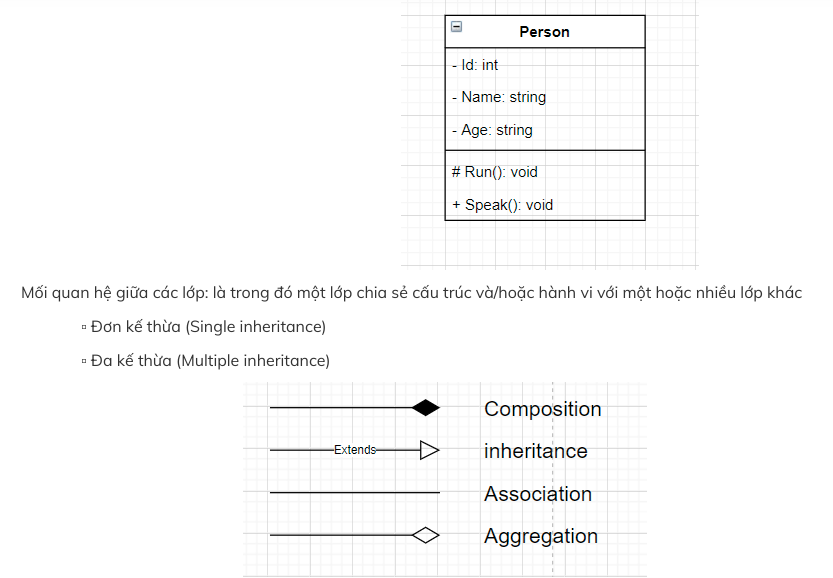 Person
- Id: int
- Name: string
- Age: string
# Run(): void
+ Speak(): void
Mối quan hệ giữa các lớp: là trong đó một lớp chia sẻ cấu trúc và/hoặc hành vi với một hoặc nhiều lớp khác
▫ Đơn kế thừa (Single inheritance)
▫ Đa kế thừa (Multiple inheritance)
Composition
Extends inheritance
Association
Aggregation